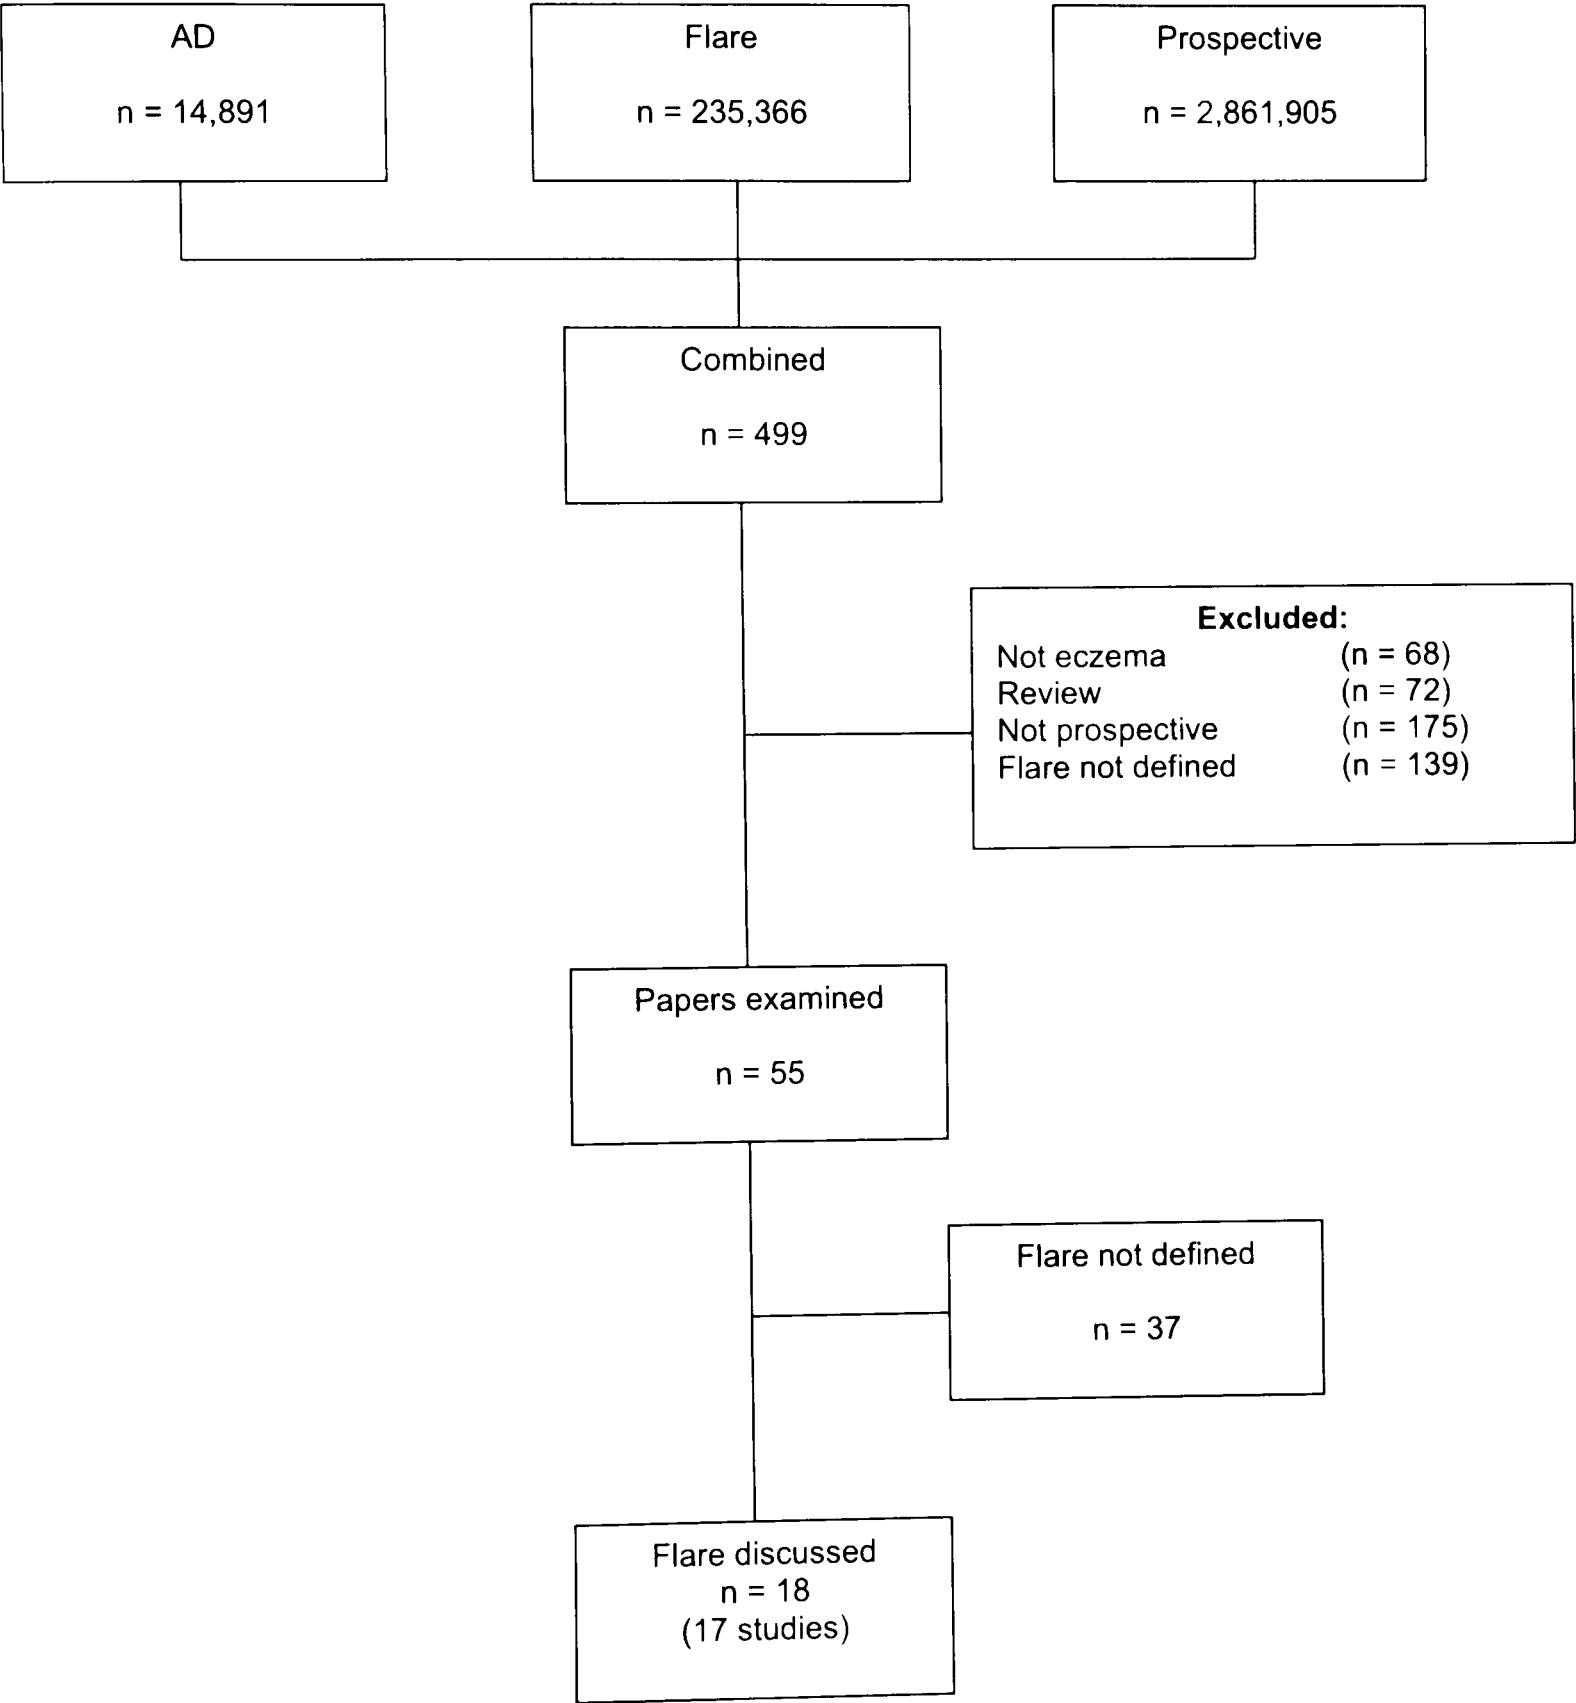 AD
n = 14,891
Flare
n = 235,366
Prospective
n = 2,861,905
Combined
n = 499
Excluded:
Not eczema (n = 68)
Review (n = 72)
Not prospective (n = 175)
Flare not defined (n = 139)
Papers examined
n = 55
Flare not defined
n = 37
Flare discussed
n = 18
(17 studies)